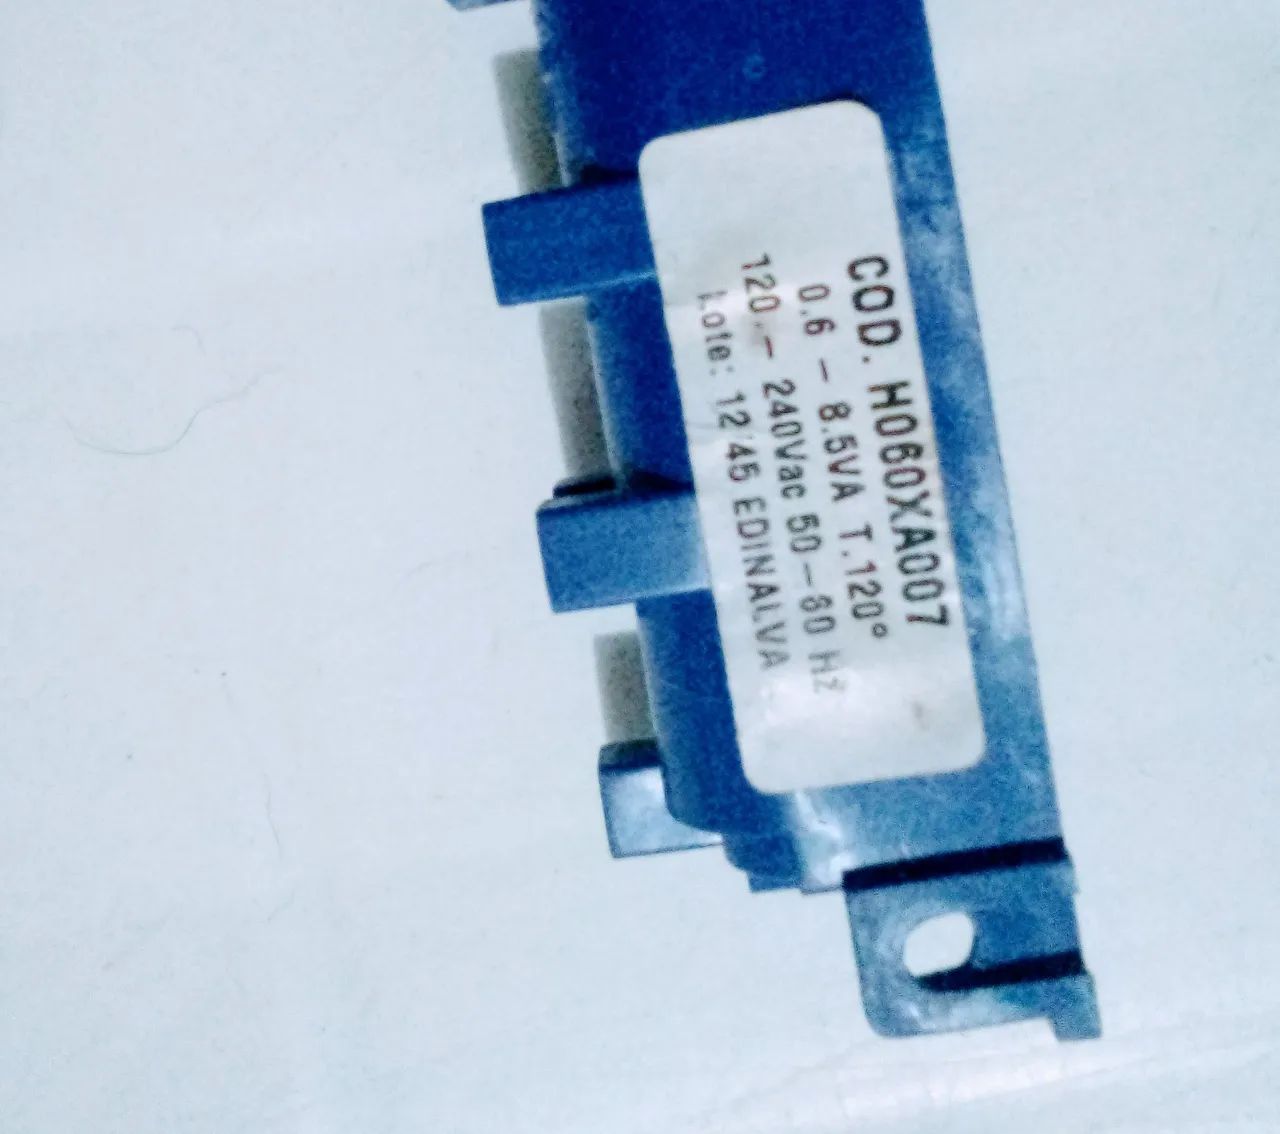 COD. H060XA007
0.6 - 8.5VA T.120°
120.- 240Vac 50-60 HZ
Lote: 12'45 EDINALVA